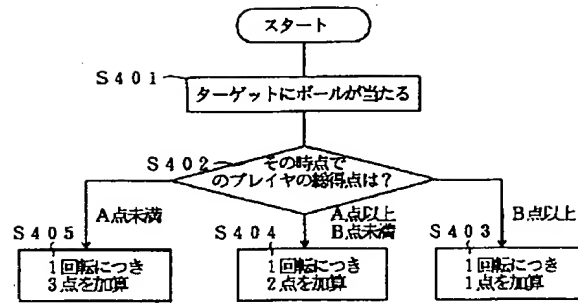 スタート
S401
ターゲットにボールが当たる
S402
その時点で
のプレイヤの総得点は?
A点未満
A点以上
B点未満
B点以上
S405
S404
S403
1回転につき
3点を加算
1回転につき
2点を加算
1回転につき
1点を加算